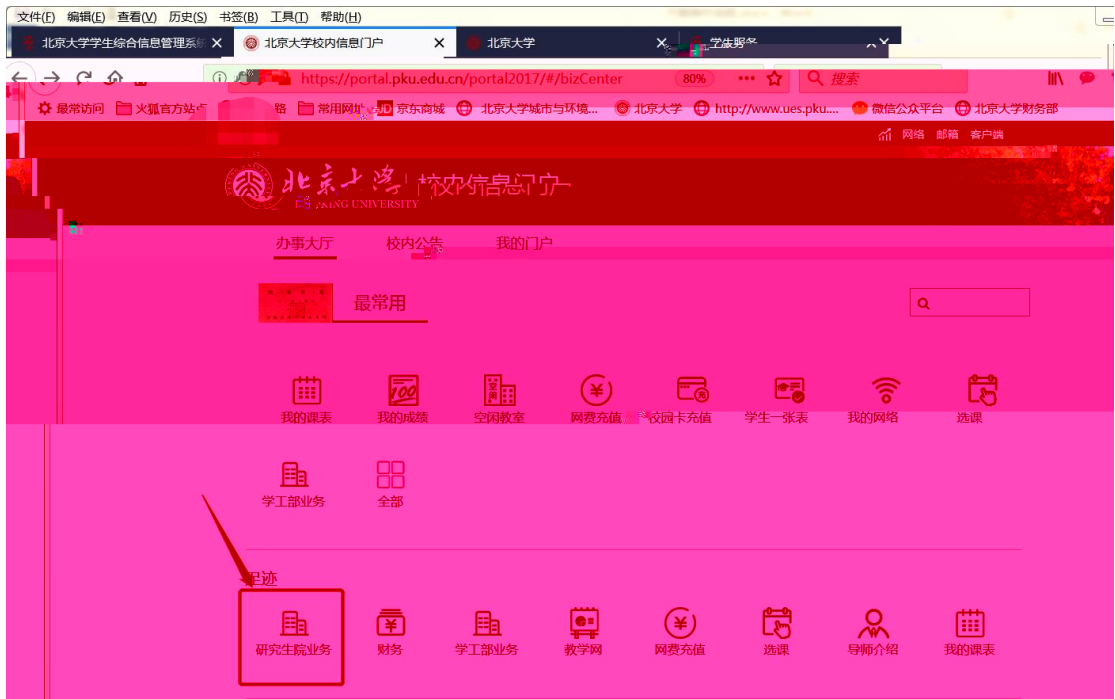 文件(F) 编辑(E) 查看(V) 历史(S) 书签(B) 工具(T) 帮助(H)
北京大学学生综合信息管理系统 × 北京大学校内信息门户 × 北京大学 ×
https://portal.pku.edu.cn/portal2017/#/bizCenter 80% 搜索
最常访问 火狐官方站点 常用网址 京东商城 北京大学城市与环境... 北京大学 http://www.ues.pku.... 微信公众平台 北京大学财务部
网络 邮箱 客户端
北京大学 校内信息门户
UNIVERSITY
办事大厅 校内公告 我的门户
最常用
我的课表 我的成绩 空闲教室 网费充值 校园卡充值 学生一张表 我的网络 选课
学工部业务 全部
足迹
研究生院业务 财务 学工部业务 教学网 网费充值 选课 导师介绍 我的课表